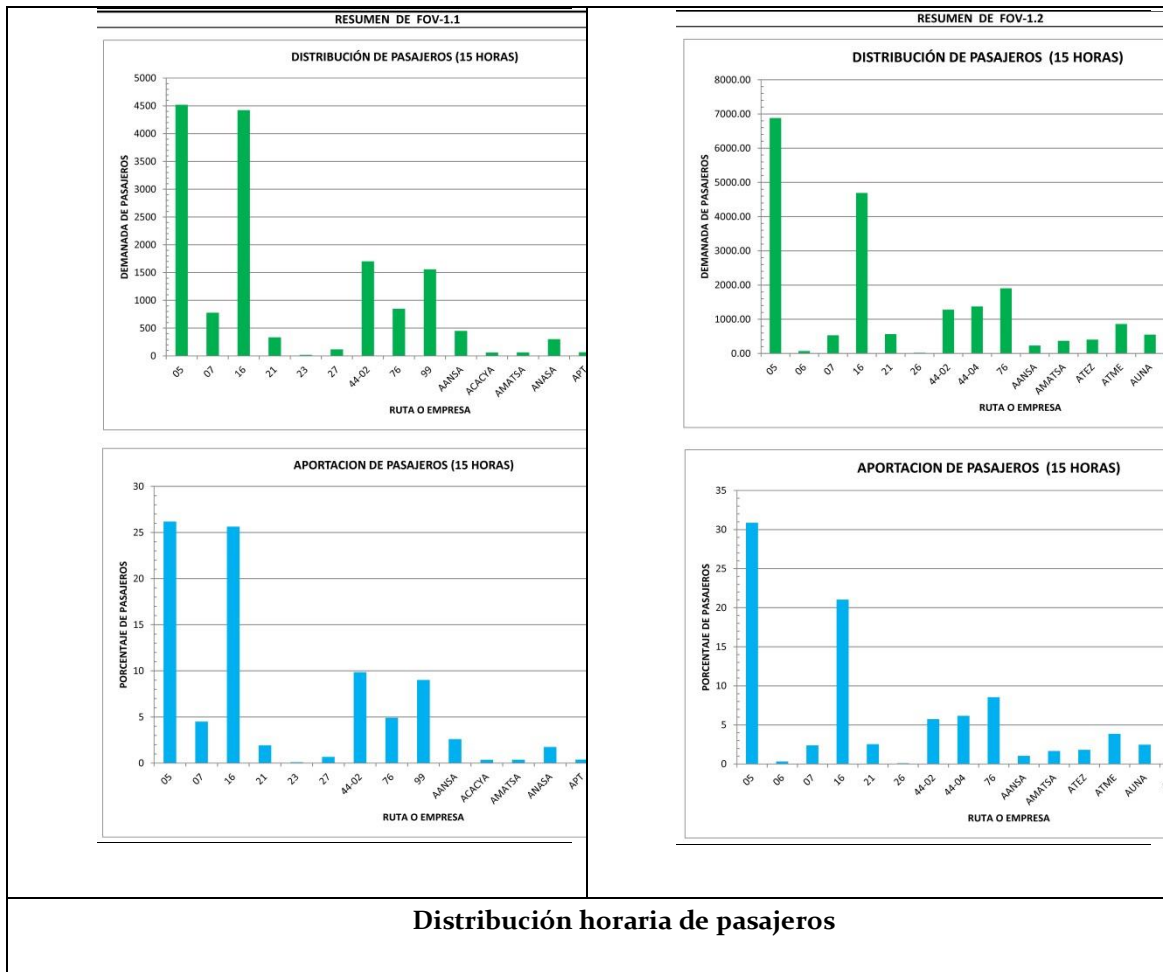 RESUMEN DE FOV-1.1
DISTRIBUCIÓN DE PASAJEROS (15 HORAS)
DEMANADA DE PASAJEROS
5000
4500
4000
3500
3000
2500
2000
1500
1000
500
0
05 07 16 21 23 27 44-02 76 99 AANSA ACACYA AMATSA ANASA APT
RUTA O EMPRESA
APORTACION DE PASAJEROS (15 HORAS)
PORCENTAJE DE PASAJEROS
30
25
20
15
10
5
0
05 07 16 21 23 27 44-02 76 99 AANSA ACACYA AMATSA ANASA APT
RUTA O EMPRESA
RESUMEN DE FOV-1.2
DISTRIBUCIÓN DE PASAJEROS (15 HORAS)
DEMANADA DE PASAJEROS
8000.00
7000.00
6000.00
5000.00
4000.00
3000.00
2000.00
1000.00
0.00
05 06 07 16 21 26 44-02 44-04 76 AANSA AMATSA ATEZ ATME AUNA
RUTA O EMPRESA
APORTACION DE PASAJEROS (15 HORAS)
PORCENTAJE DE PASAJEROS
35
30
25
20
15
10
5
0
05 06 07 16 21 26 44-02 44-04 76 AANSA AMATSA ATEZ ATME AUNA
RUTA O EMPRESA
Distribución horaria de pasajeros